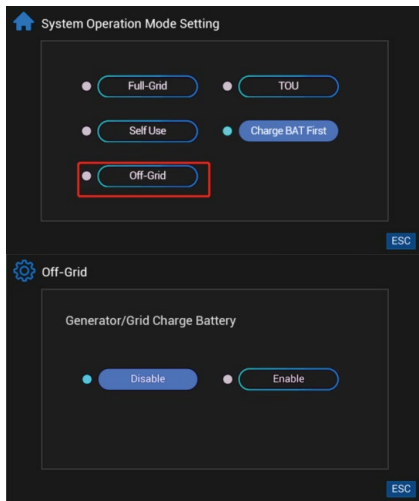 System Operation Mode Setting
Full-Grid TOU
Self Use Charge BAT First
Off-Grid
ESC
Off-Grid
Generator/Grid Charge Battery
Disable Enable
ESC